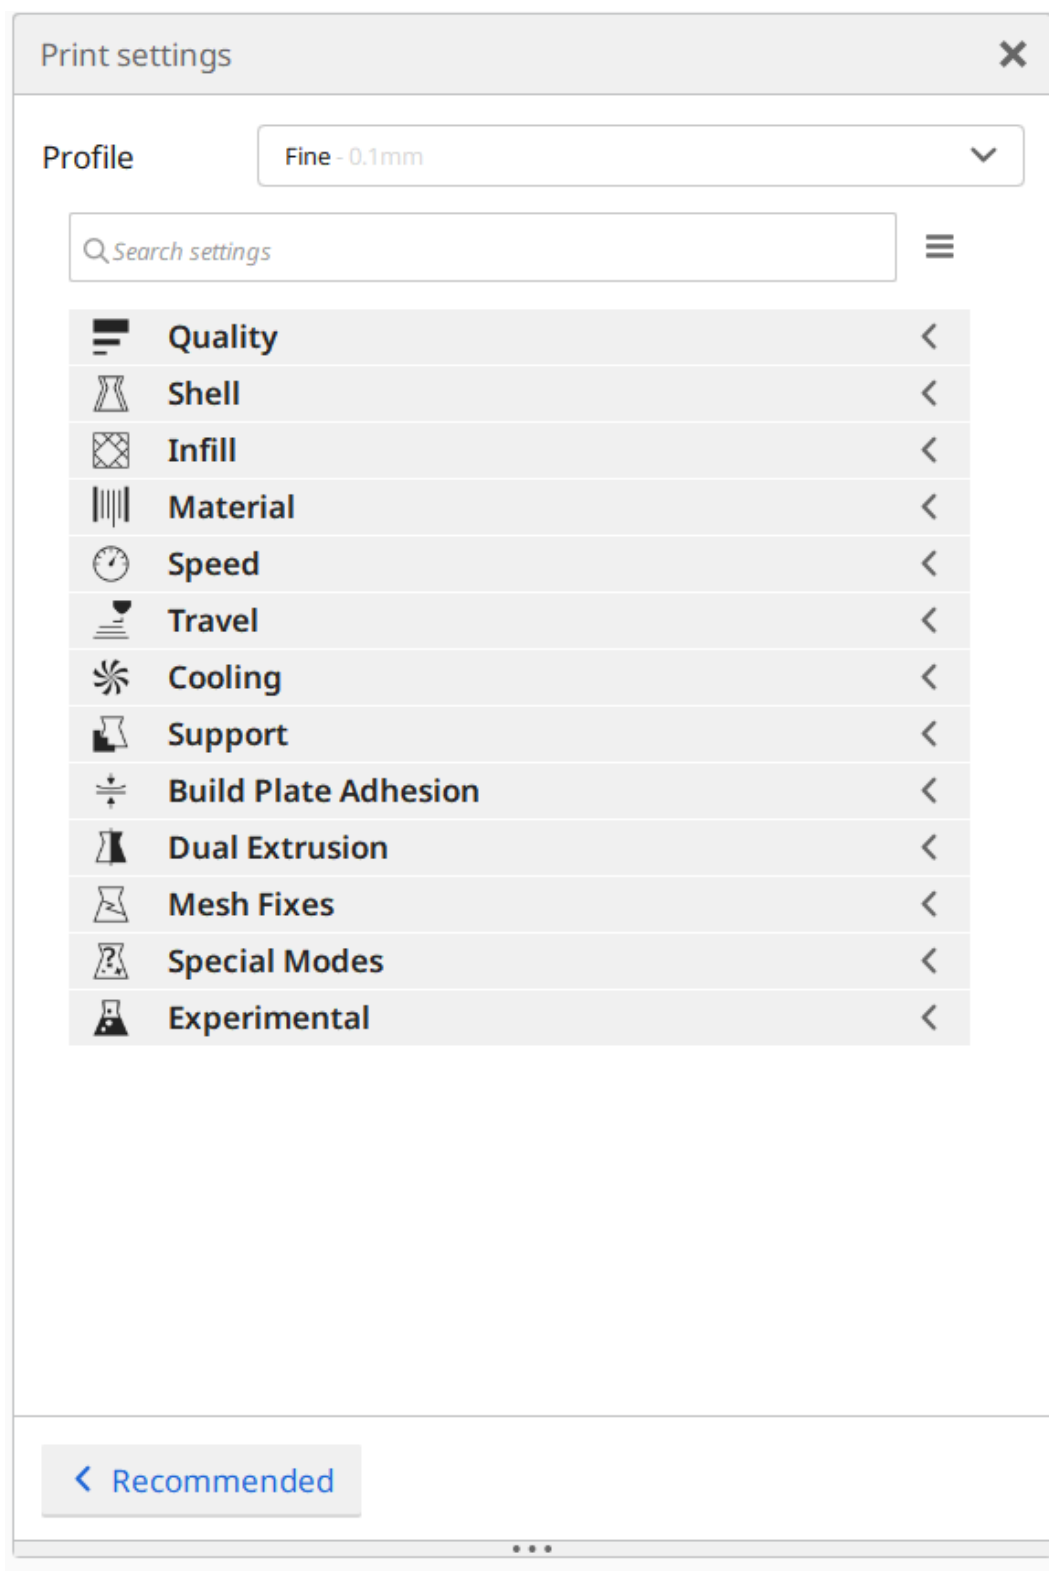 Print settings
Profile
Fine - 0.1mm
Search settings
Quality
Shell
Infill
Material
Speed
Travel
Cooling
Support
Build Plate Adhesion
Dual Extrusion
Mesh Fixes
Special Modes
Experimental
Recommended